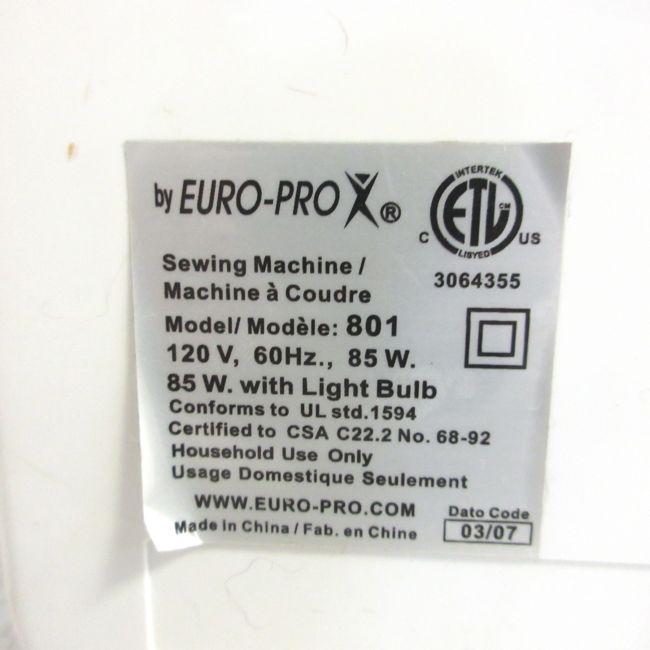 by EURO-PRO X®
INTERTEK
ETL CM
C US
LISYED
3064355
Sewing Machine /
Machine à Coudre
Model/ Modèle: 801
120 V, 60Hz., 85 W.
85 W. with Light Bulb
Conforms to UL std.1594
Certified to CSA C22.2 No. 68-92
Household Use Only
Usage Domestique Seulement
WWW.EURO-PRO.COM
Made in China / Fab. en Chine
Dato Code
03/07